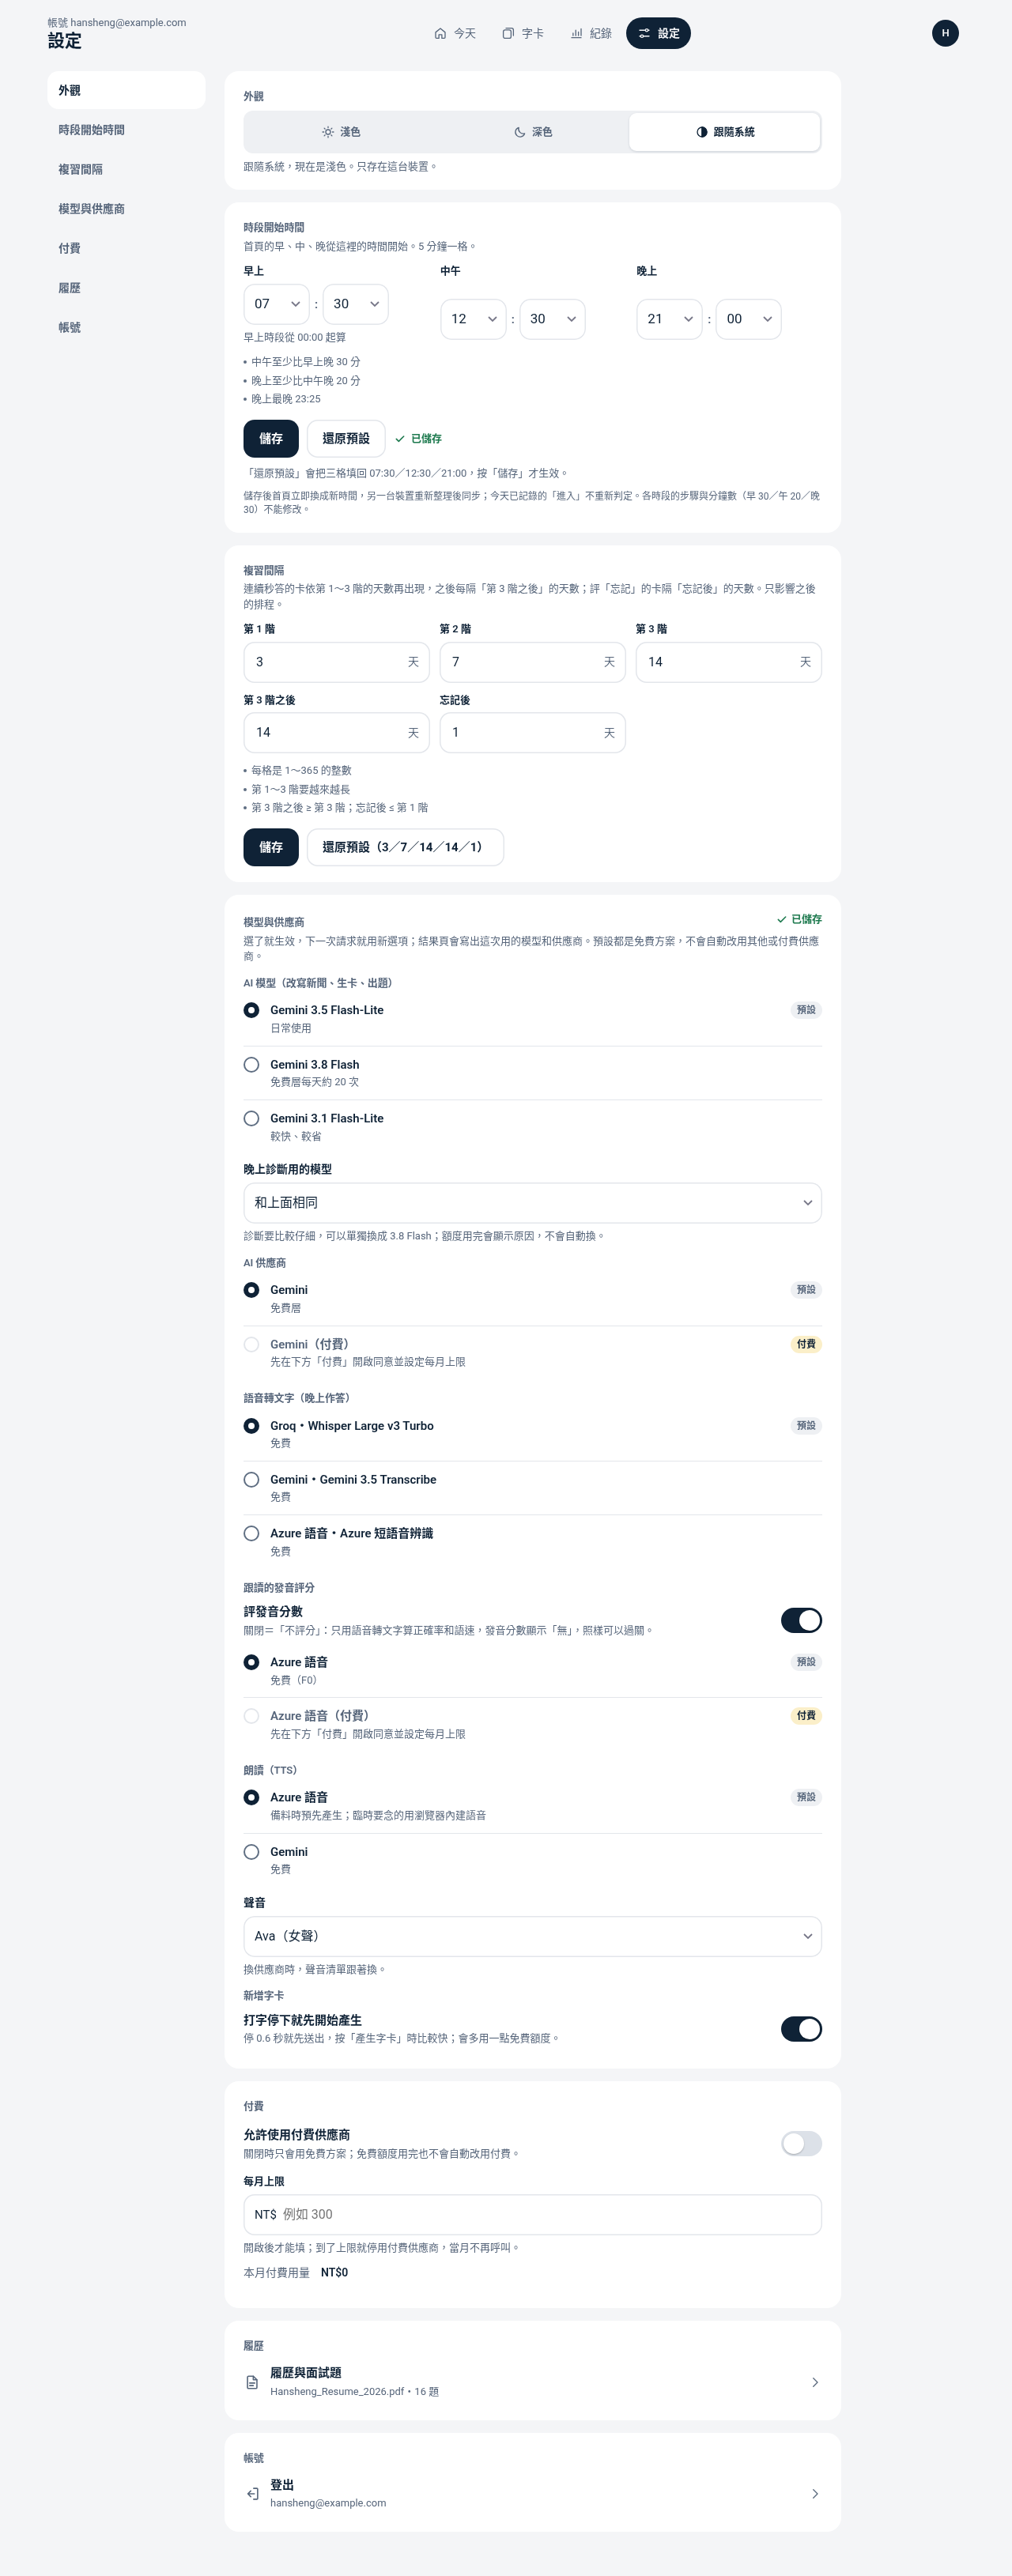 帳號 hansheng@example.com
設定
今天
字卡
紀錄
設定
H
外觀
時段開始時間
複習間隔
模型與供應商
付費
履歷
帳號
外觀
淺色
深色
跟隨系統
跟隨系統，現在是淺色。只存在這台裝置。
時段開始時間
首頁的早、中、晚從這裡的時間開始。5 分鐘一格。
早上
中午
晚上
07 : 30
12 : 30
21 : 00
早上時段從 00:00 起算
• 中午至少比早上晚 30 分
• 晚上至少比中午晚 20 分
• 晚上最晚 23:25
儲存
還原預設
已儲存
「還原預設」會把三格填回 07:30／12:30／21:00，按「儲存」才生效。
儲存後首頁立即換成新時間，另一台裝置重新整理後同步；今天已記錄的「進入」不重新判定。各時段的步驟與分鐘數（早 30／午 20／晚
30）不能修改。
複習間隔
連續秒答的卡依第 1～3 階的天數再出現，之後每隔「第 3 階之後」的天數；評「忘記」的卡隔「忘記後」的天數。只影響之後
的排程。
第 1 階
第 2 階
第 3 階
3 天
7 天
14 天
第 3 階之後
忘記後
14 天
1 天
• 每格是 1～365 的整數
• 第 1～3 階要越來越長
• 第 3 階之後 ≥ 第 3 階；忘記後 ≤ 第 1 階
儲存
還原預設（3／7／14／14／1）
模型與供應商
已儲存
選了就生效，下一次請求就用新選項；結果頁會寫出這次用的模型和供應商。預設都是免費方案，不會自動改用其他或付費供應
商。
AI 模型（改寫新聞、生卡、出題）
Gemini 3.5 Flash-Lite
預設
日常使用
Gemini 3.8 Flash
免費層每天約 20 次
Gemini 3.1 Flash-Lite
較快、較省
晚上診斷用的模型
和上面相同
診斷要比較仔細，可以單獨換成 3.8 Flash；額度用完會顯示原因，不會自動換。
AI 供應商
Gemini
預設
免費層
Gemini（付費）
付費
先在下方「付費」開啟同意並設定每月上限
語音轉文字（晚上作答）
Groq・Whisper Large v3 Turbo
預設
免費
Gemini・Gemini 3.5 Transcribe
免費
Azure 語音・Azure 短語音辨識
免費
跟讀的發音評分
評發音分數
關閉＝「不評分」：只用語音轉文字算正確率和語速，發音分數顯示「無」，照樣可以過關。
Azure 語音
預設
免費（F0）
Azure 語音（付費）
付費
先在下方「付費」開啟同意並設定每月上限
朗讀（TTS）
Azure 語音
預設
備料時預先產生；臨時要念的用瀏覽器內建語音
Gemini
免費
聲音
Ava（女聲）
換供應商時，聲音清單跟著換。
新增字卡
打字停下就先開始產生
停 0.6 秒就先送出，按「產生字卡」時比較快；會多用一點免費額度。
付費
允許使用付費供應商
關閉時只會用免費方案；免費額度用完也不會自動改用付費。
每月上限
NT$ 例如 300
開啟後才能填；到了上限就停用付費供應商，當月不再呼叫。
本月付費用量 NT$0
履歷
履歷與面試題
Hansheng_Resume_2026.pdf・16 題
帳號
登出
hansheng@example.com